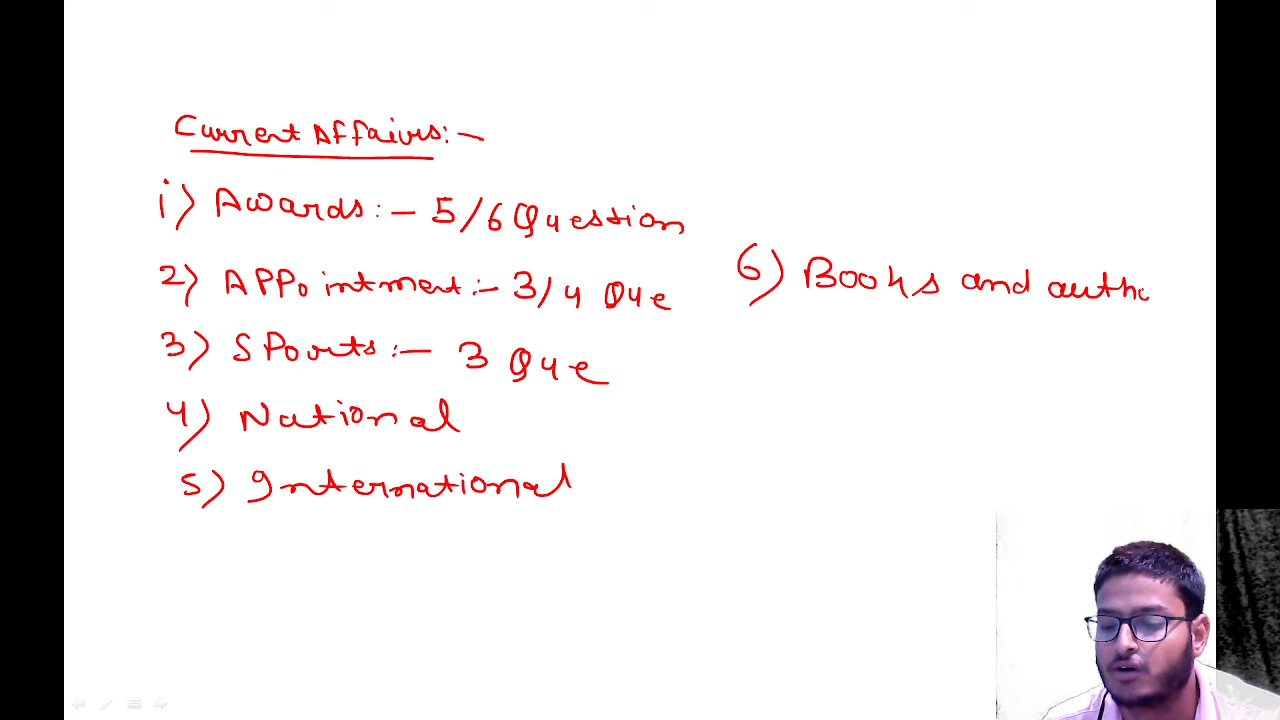 Current Affairs:-
1) Awards:- 5/6 Question
2) APPointment:- 3/4 Que
3) SPorts:- 3 Que
4) National
5) International
6) Books and autho